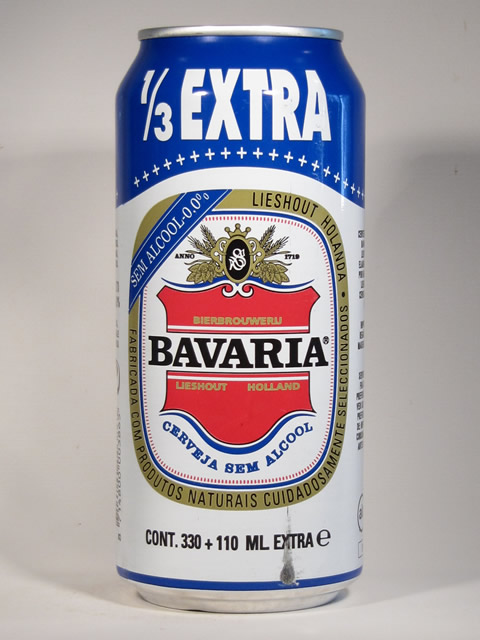 1/3 EXTRA
SEM ALCOOL-0.0%
LIESHOUT HOLANDA
ANNO 1719
BIERBROUWERIJ
BAVARIA®
LIESHOUT HOLLAND
CERVEJA SEM ALCOOL
FABRICADA COM PRODUTOS NATURAIS CUIDADOSAMENTE SELECCIONADOS
CONT. 330 + 110 ML EXTRA e